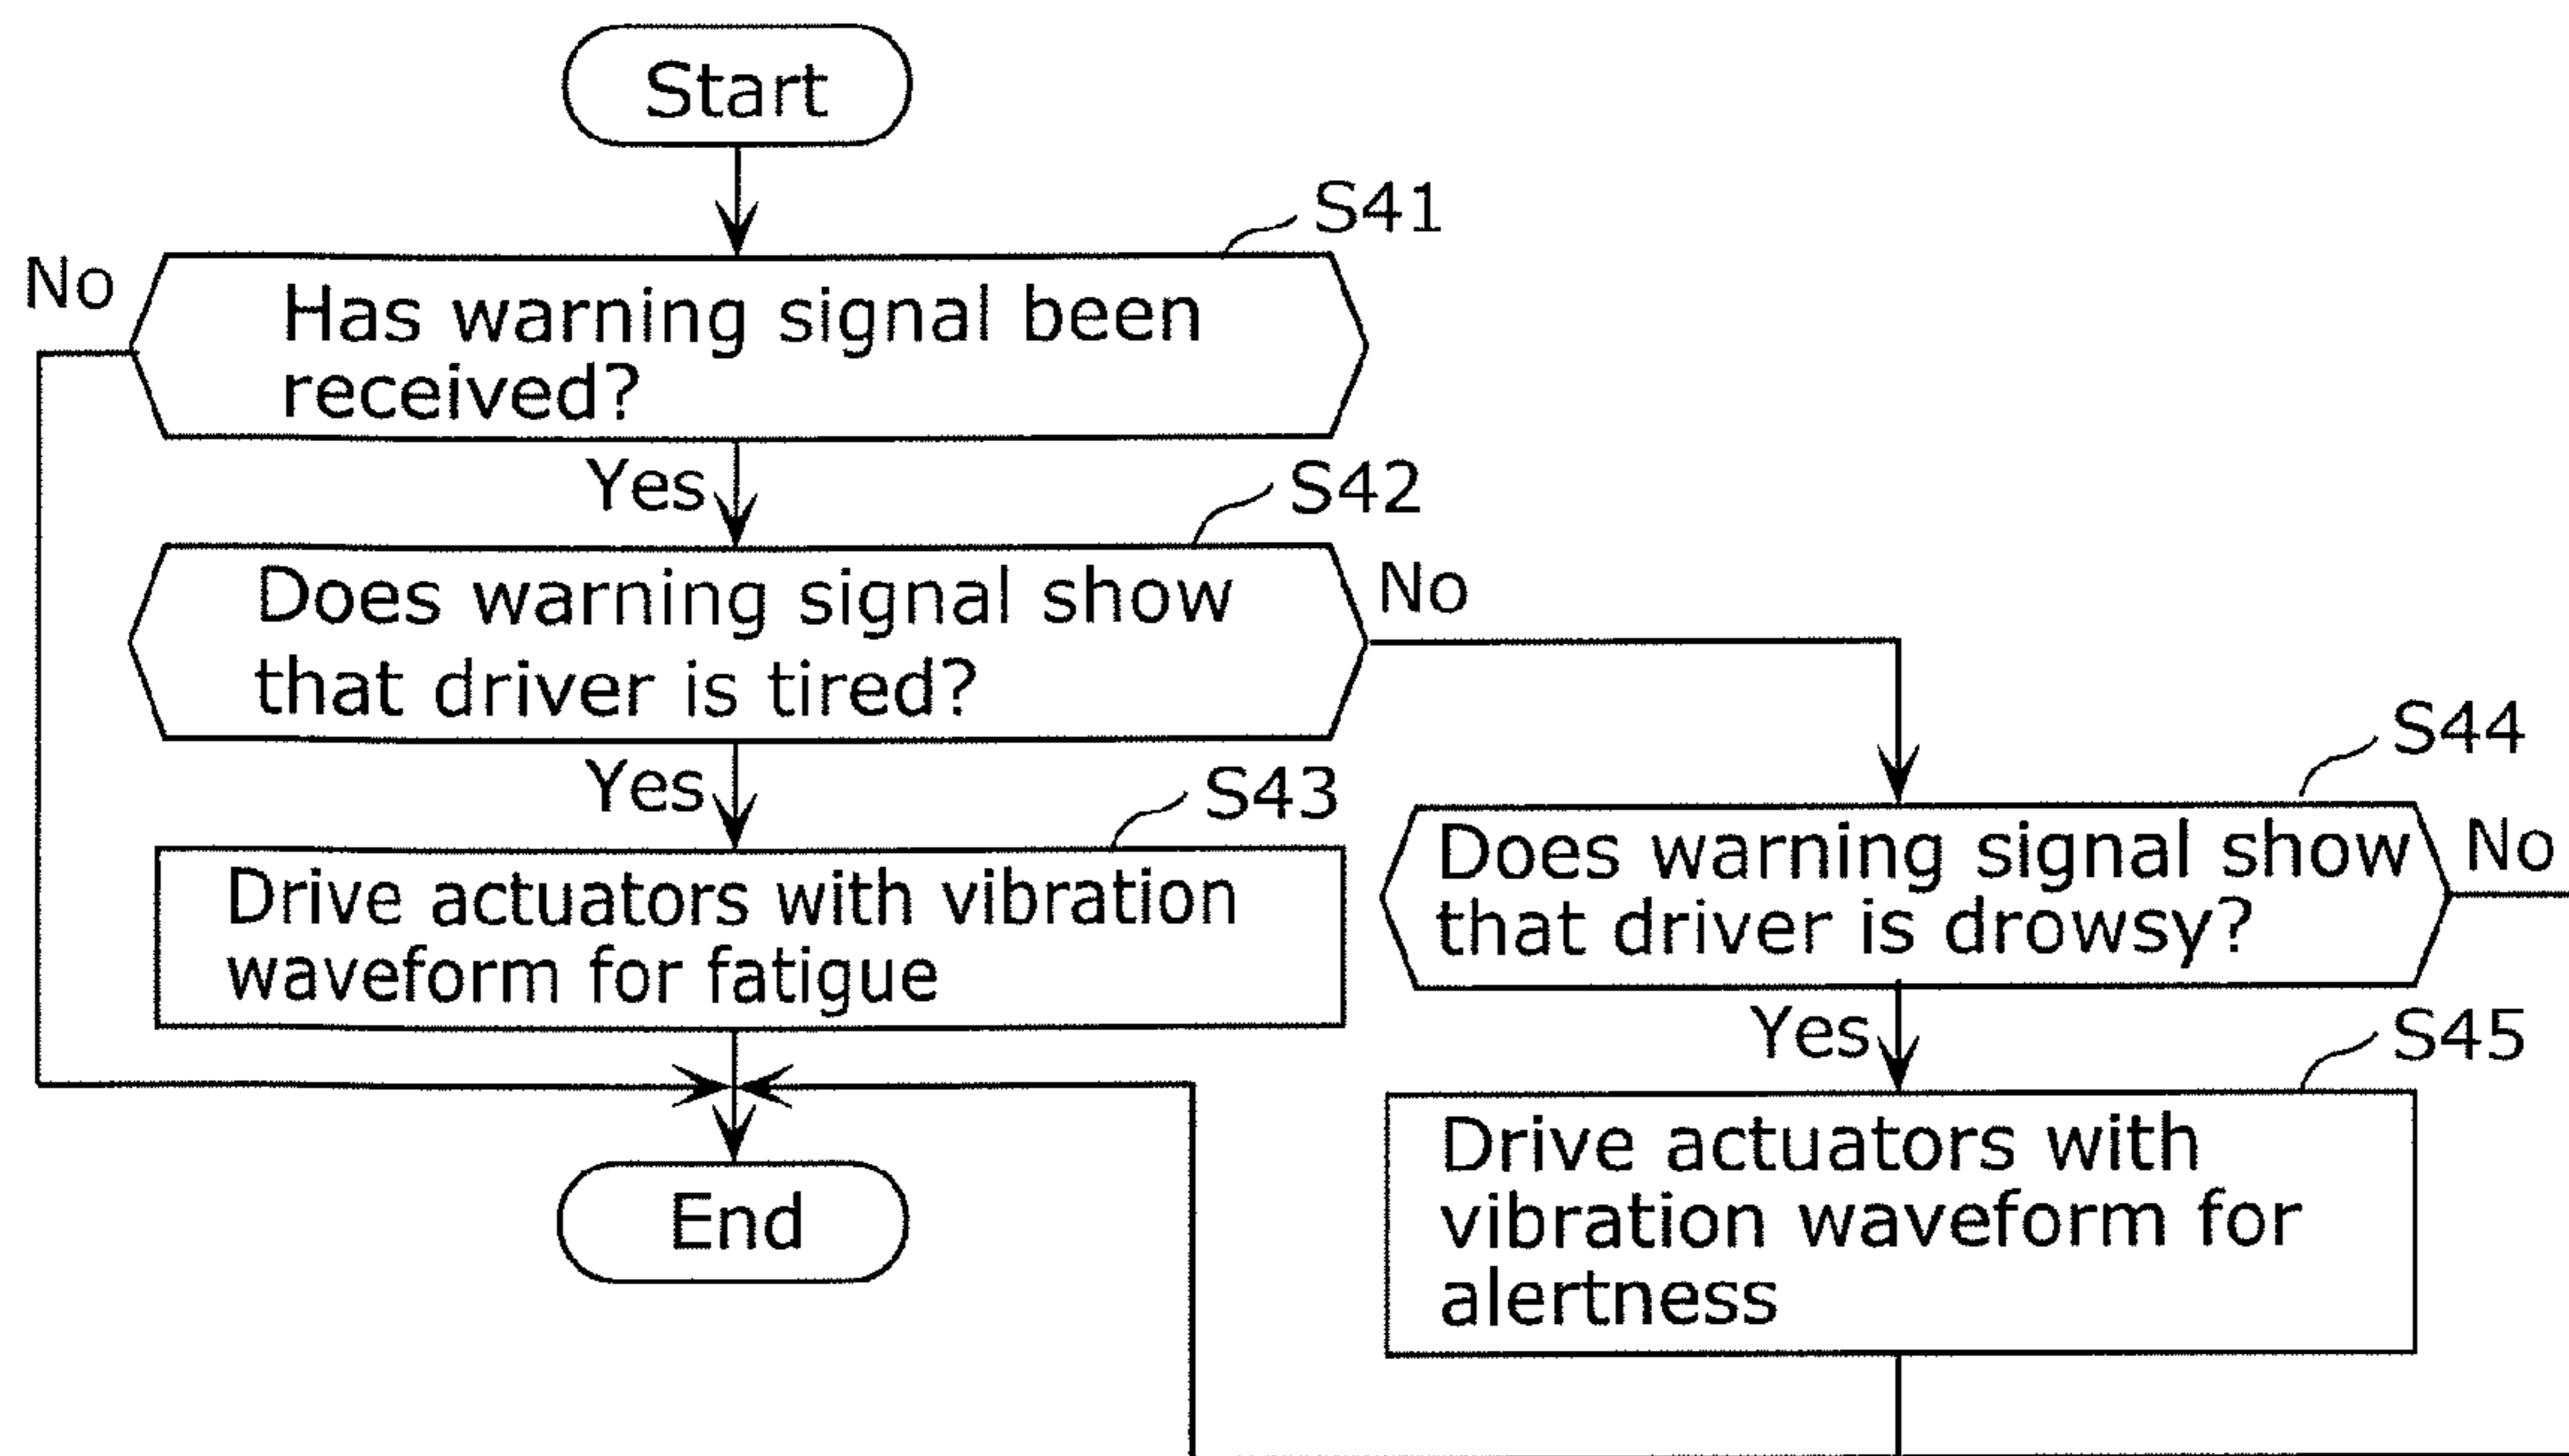 Start
S41
No
Has warning signal been
received?
Yes
S42
Does warning signal show
that driver is tired?
No
Yes
S43
Drive actuators with vibration
waveform for fatigue
S44
Does warning signal show
that driver is drowsy?
No
Yes
S45
Drive actuators with
vibration waveform for
alertness
End